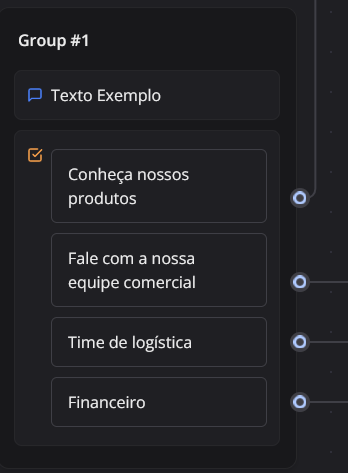 Group #1
Texto Exemplo
Conheça nossos
produtos
Fale com a nossa
equipe comercial
Time de logística
Financeiro